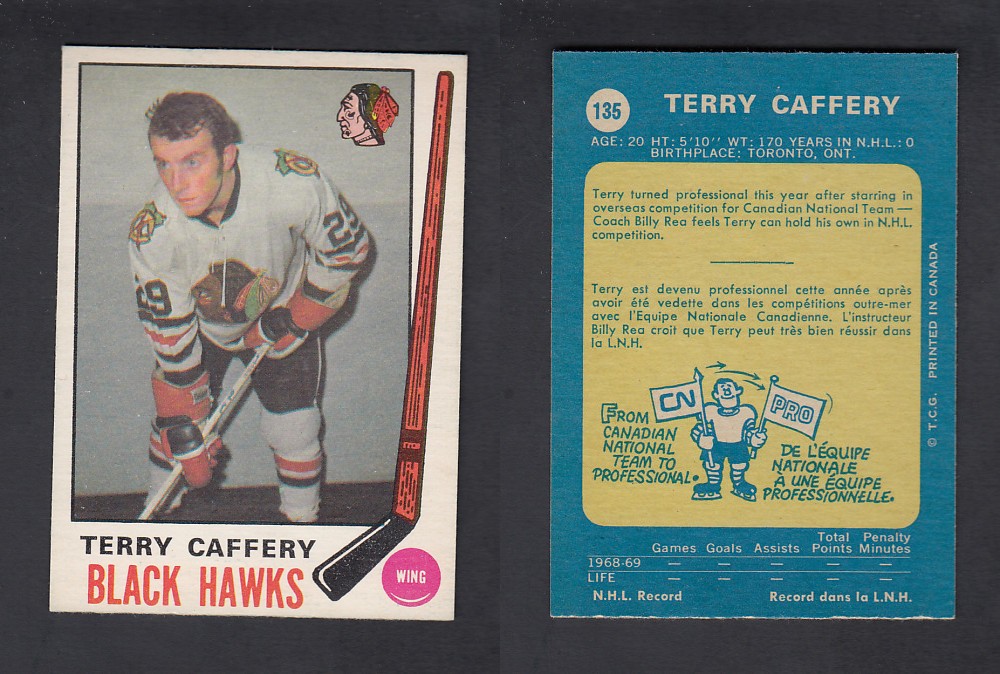 29
29
TERRY CAFFERY
BLACK HAWKS
WING
135
TERRY CAFFERY
AGE: 20 HT: 5'10'' WT: 170 YEARS IN N.H.L.: 0
BIRTHPLACE: TORONTO, ONT.
Terry turned professional this year after starring in
overseas competition for Canadian National Team —
Coach Billy Rea feels Terry can hold his own in N.H.L.
competition.
Terry est devenu professionnel cette année après
avoir été vedette dans les compétitions outre-mer
avec l'Equipe Nationale Canadienne. L'instructeur
Billy Rea croit que Terry peut très bien réussir dans
la L.N.H.
CN
PRO
FROM
CANADIAN
NATIONAL
TEAM TO
PROFESSIONAL.
DE L'ÉQUIPE
NATIONALE
À UNE ÉQUIPE
PROFESSIONNELLE.
© T.C.G. PRINTED IN CANADA
Total Penalty
Games Goals Assists Points Minutes
1968-69 — — — — —
LIFE — — — — —
N.H.L. Record Record dans la L.N.H.